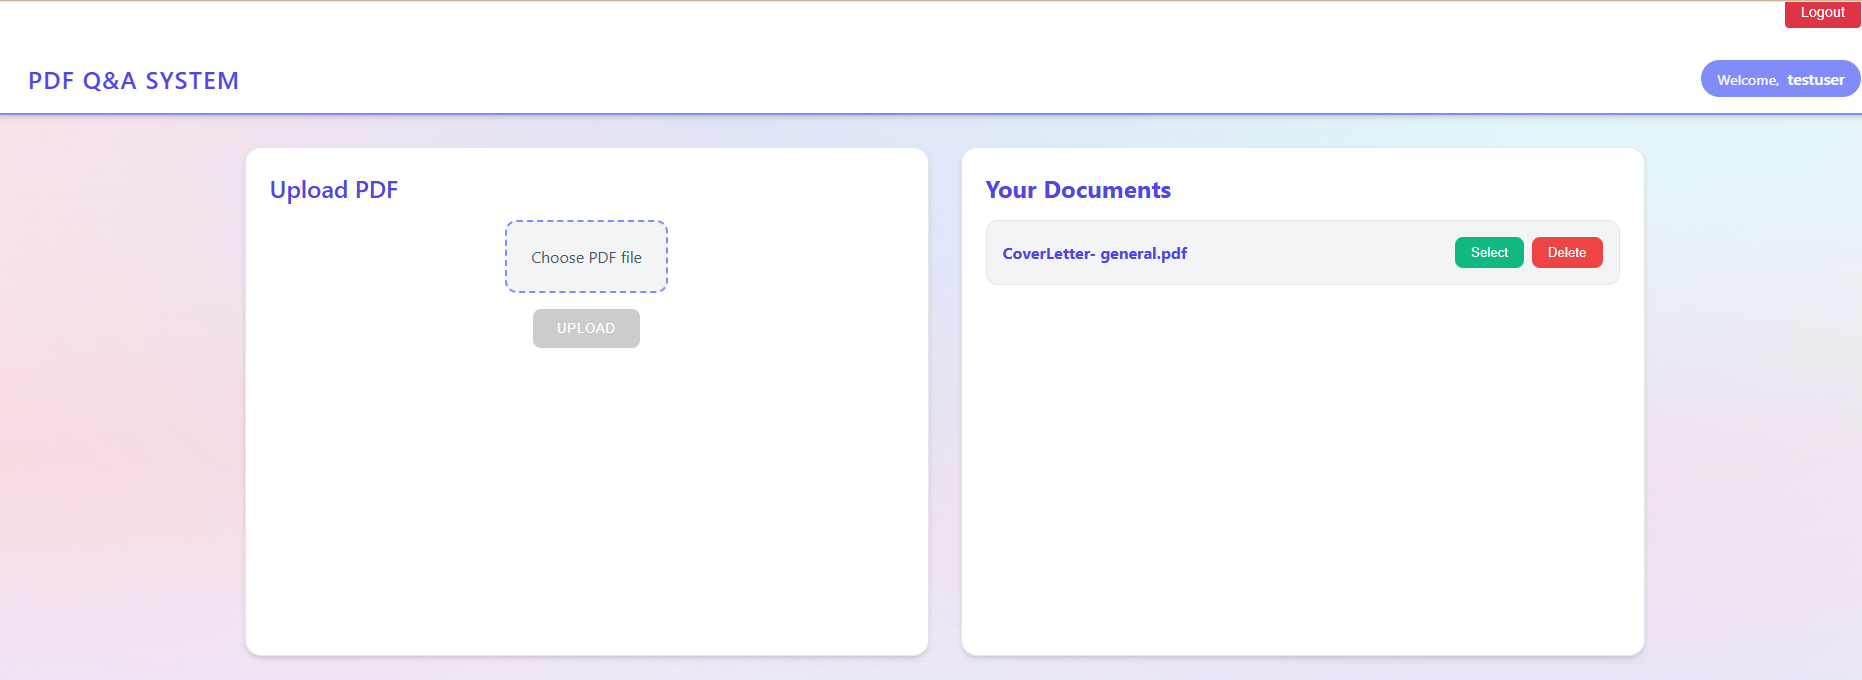 Logout
PDF Q&A SYSTEM
Welcome, testuser
Upload PDF
Choose PDF file
UPLOAD
Your Documents
CoverLetter- general.pdf
Select
Delete